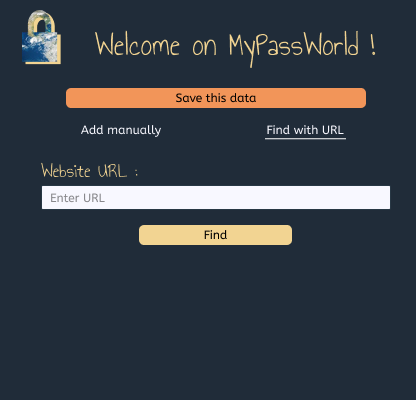 Welcome on MyPassWorld !
Save this data
Add manually
Find with URL
Website URL :
Enter URL
Find